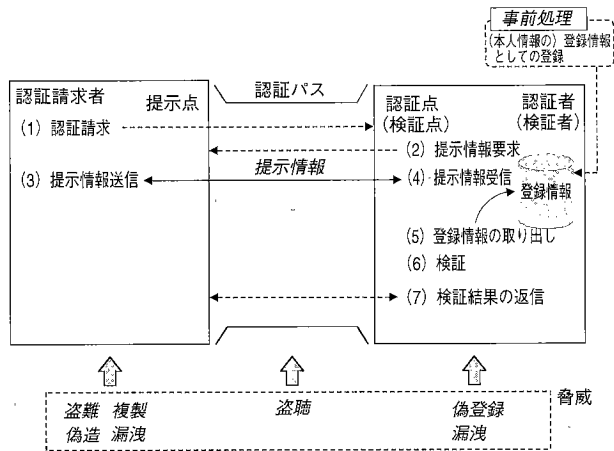 事前処理
(本人情報の) 登録情報
としての登録
認証請求者
提示点
認証パス
認証点
(検証点)
認証者
(検証者)
(1) 認証請求
(2) 提示情報要求
提示情報
(3) 提示情報送信
(4) 提示情報受信
登録情報
(5) 登録情報の取り出し
(6) 検証
(7) 検証結果の返信
脅威
盗難 複製
偽造 漏洩
盗聴
偽登録
漏洩